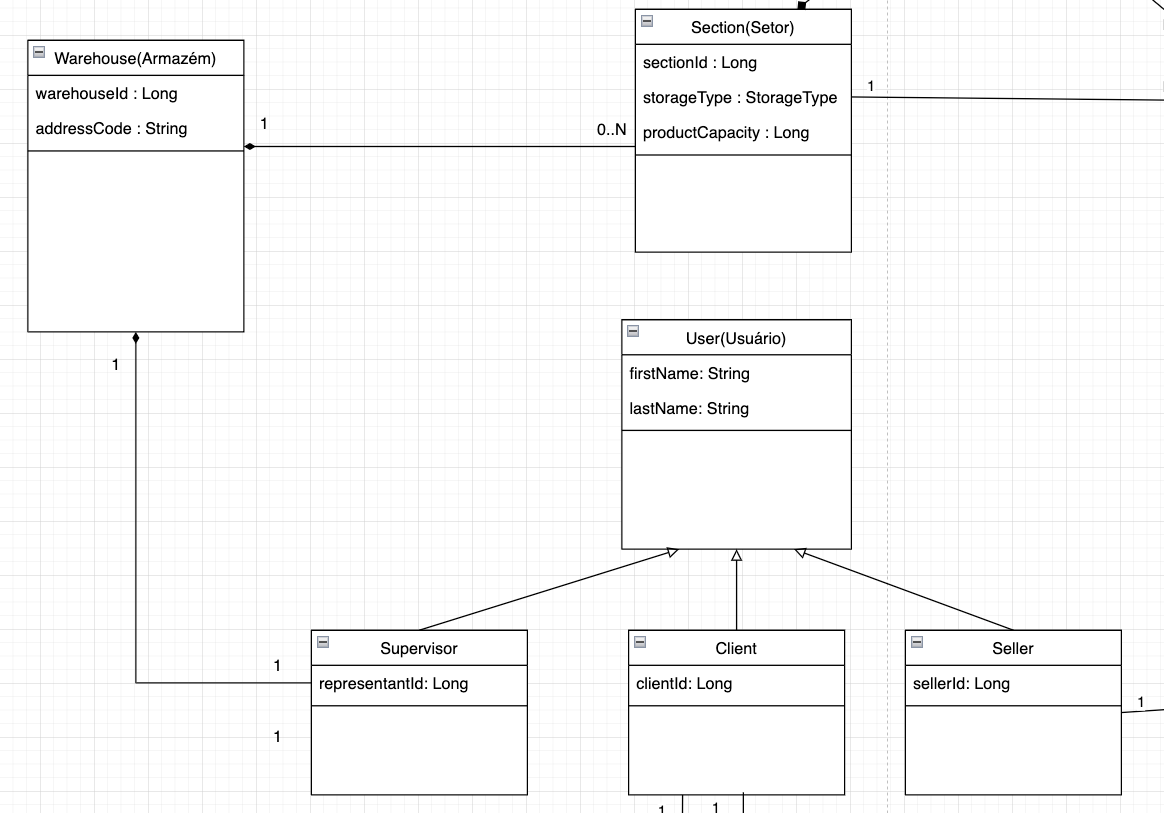 Section(Setor)
sectionId : Long
storageType : StorageType
productCapacity : Long
1
Warehouse(Armazém)
warehouseId : Long
addressCode : String
1
0..N
1
User(Usuário)
firstName: String
lastName: String
1
Supervisor
representantId: Long
1
Client
clientId: Long
1
1
Seller
sellerId: Long
1